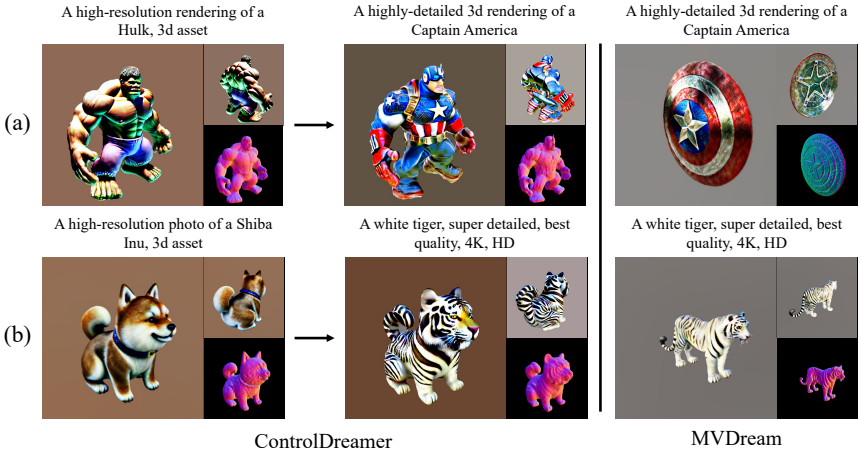 A high-resolution rendering of a
Hulk, 3d asset
A highly-detailed 3d rendering of a
Captain America
A highly-detailed 3d rendering of a
Captain America
(a)
A high-resolution photo of a Shiba
Inu, 3d asset
A white tiger, super detailed, best
quality, 4K, HD
A white tiger, super detailed, best
quality, 4K, HD
(b)
ControlDreamer
MVDream